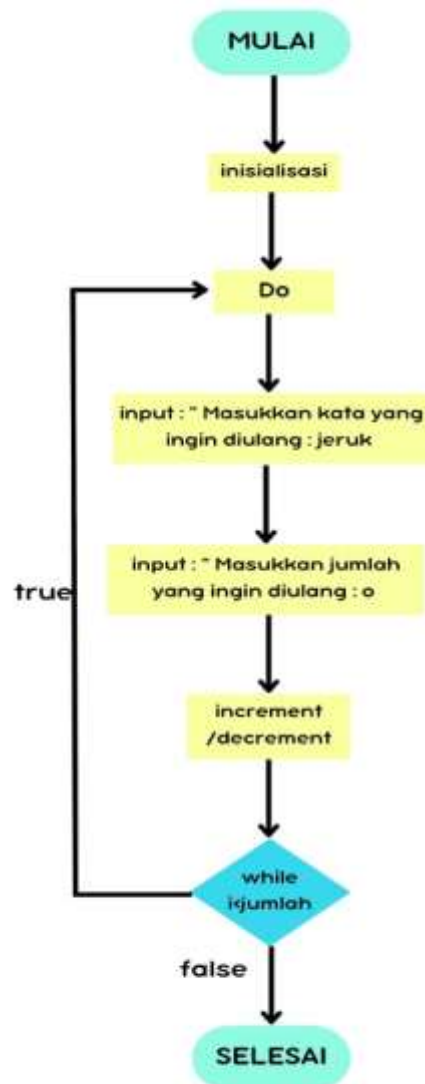 MULAI
inisialisasi
Do
input : " Masukkan kata yang
ingin diulang : jeruk
input : " Masukkan jumlah
yang ingin diulang : 0
true
increment
/decrement
while
i<jumlah
false
SELESAI